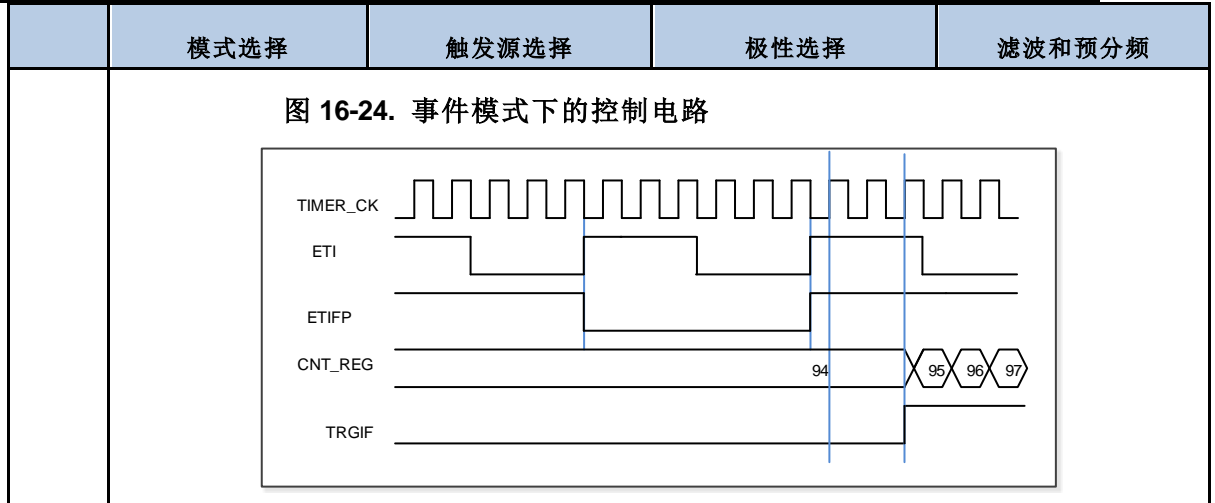 模式选择 触发源选择 极性选择 滤波和预分频
图 16-24. 事件模式下的控制电路
TIMER_CK
ETI
ETIFP
CNT_REG 94 95 96 97
TRGIF